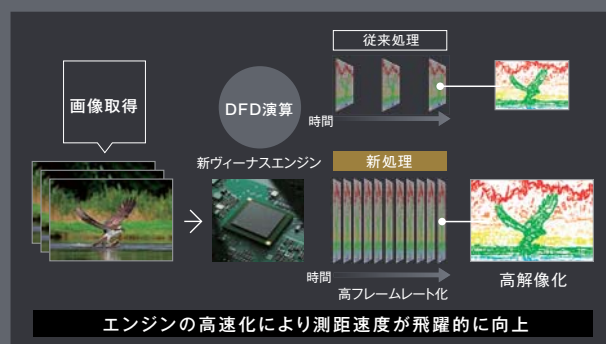 従来処理
画像取得
DFD演算
時間
新ヴィーナスエンジン
新処理
時間
高フレームレート化
高解像化
エンジンの高速化により測距速度が飛躍的に向上